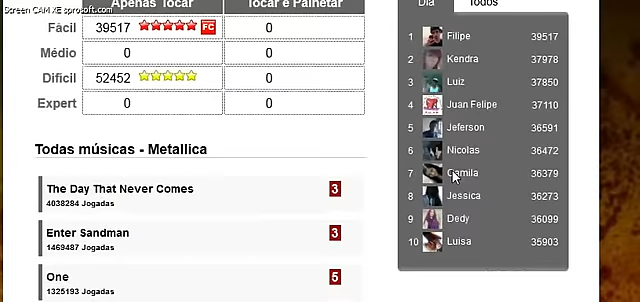 Screen CAM XE sprosoft.com
Apenas Tocar Tocar e Palhetar
Fácil 39517 FC 0
Médio 0 0
Difícil 52452 0
Expert 0 0
Todas músicas - Metallica
The Day That Never Comes 3
4038284 Jogadas
Enter Sandman 3
1469487 Jogadas
One 5
1325193 Jogadas
Dia Todos
1 Filipe 39517
2 Kendra 37978
3 Luiz 37850
4 Juan Felipe 37110
5 Jeferson 36591
6 Nicolas 36472
7 Camila 36379
8 Jessica 36273
9 Dedy 36099
10 Luisa 35903